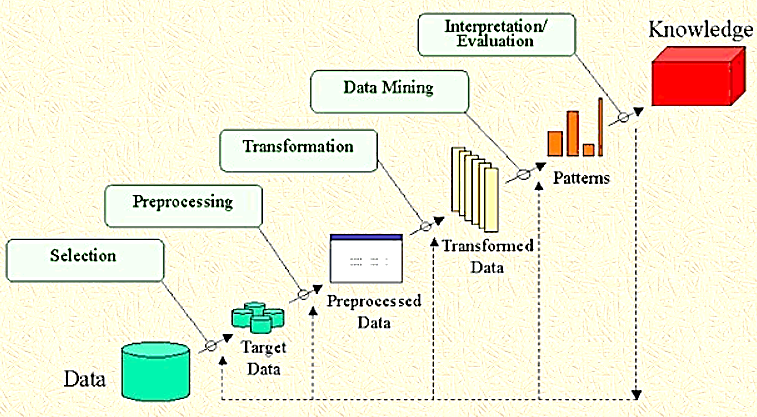 Interpretation/
Evaluation
Knowledge
Data Mining
Transformation
Patterns
Preprocessing
Transformed
Data
Selection
Preprocessed
Data
Target
Data
Data